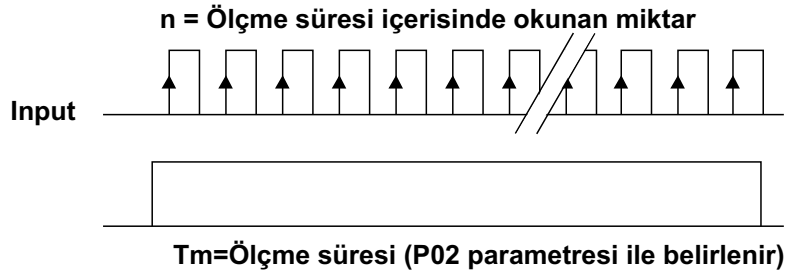 n = Ölçme süresi içerisinde okunan miktar
Input
Tm=Ölçme süresi (P02 parametresi ile belirlenir)